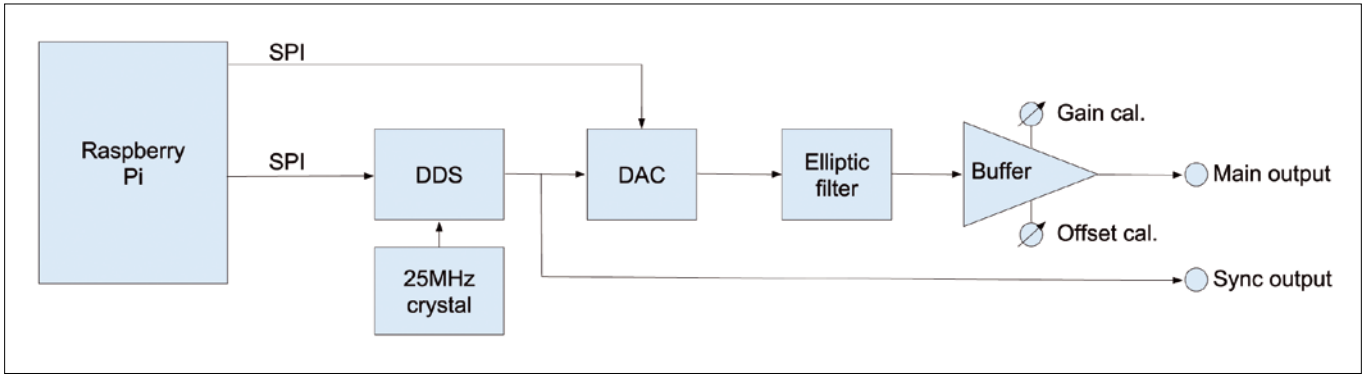 SPI
Raspberry
Pi
SPI
DDS
DAC
Elliptic
filter
Buffer
Gain cal.
Main output
Offset cal.
25MHz
crystal
Sync output